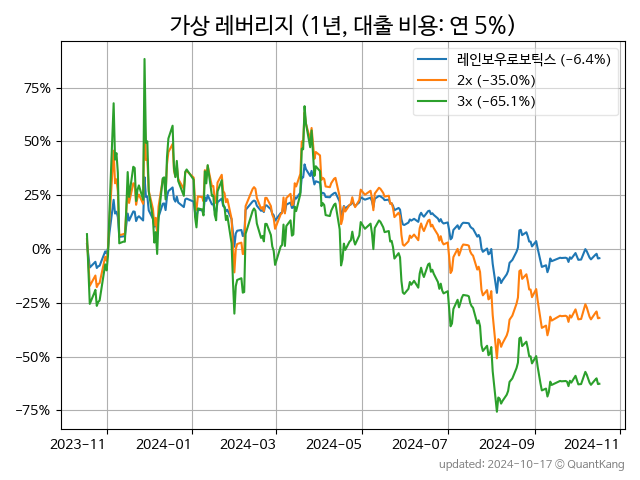 가상 레버리지 (1년, 대출 비용: 연 5%)
레인보우로보틱스 (−6.4%)
2x (−35.0%)
3x (−65.1%)
75%
50%
25%
0%
−25%
−50%
−75%
2023-11 2024-01 2024-03 2024-05 2024-07 2024-09 2024-11
updated: 2024-10-17 © QuantKang